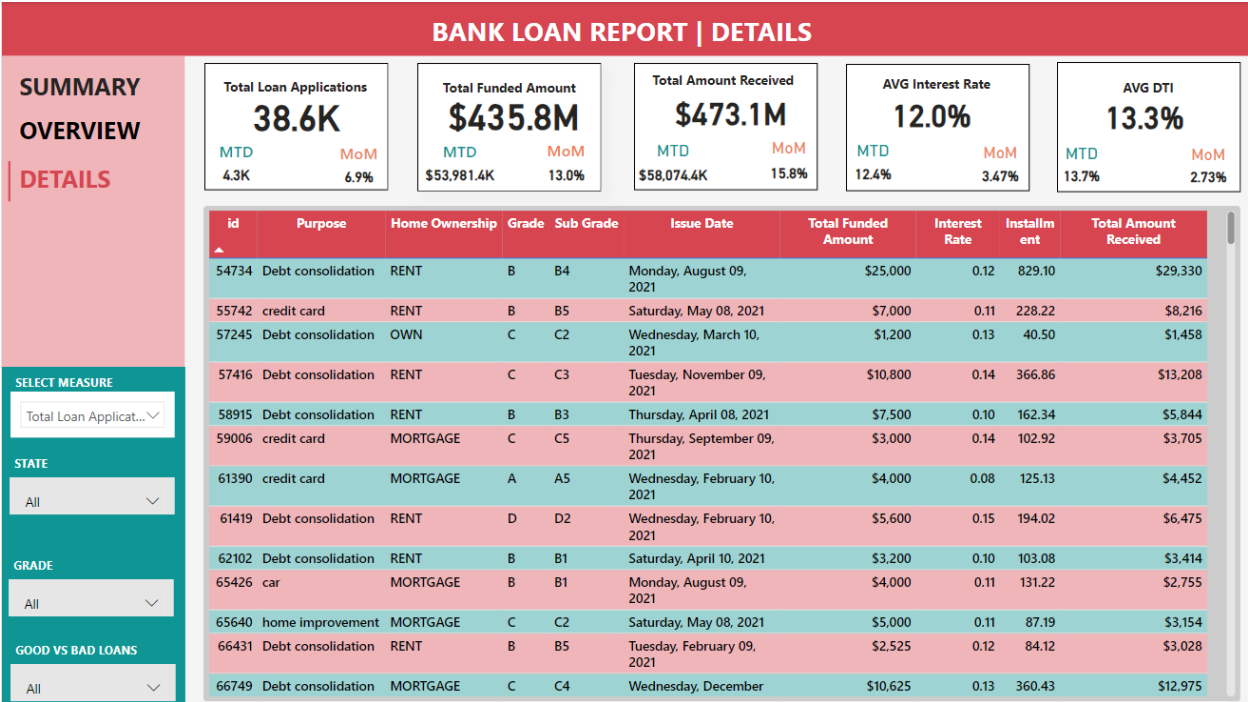 BANK LOAN REPORT | DETAILS
SUMMARY
OVERVIEW
DETAILS
Total Loan Applications
38.6K
MTD MoM
4.3K 6.9%
Total Funded Amount
$435.8M
MTD MoM
$53,981.4K 13.0%
Total Amount Received
$473.1M
MTD MoM
$58,074.4K 15.8%
AVG Interest Rate
12.0%
MTD MoM
12.4% 3.47%
AVG DTI
13.3%
MTD MoM
13.7% 2.73%
SELECT MEASURE
Total Loan Applicat...
STATE
All
GRADE
All
GOOD VS BAD LOANS
All
id Purpose Home Ownership Grade Sub Grade Issue Date Total Funded Interest Installm Total Amount
Amount Rate ent Received
54734 Debt consolidation RENT B B4 Monday, August 09, $25,000 0.12 829.10 $29,330
2021
55742 credit card RENT B B5 Saturday, May 08, 2021 $7,000 0.11 228.22 $8,216
57245 Debt consolidation OWN C C2 Wednesday, March 10, $1,200 0.13 40.50 $1,458
2021
57416 Debt consolidation RENT C C3 Tuesday, November 09, $10,800 0.14 366.86 $13,208
2021
58915 Debt consolidation RENT B B3 Thursday, April 08, 2021 $7,500 0.10 162.34 $5,844
59006 credit card MORTGAGE C C5 Thursday, September 09, $3,000 0.14 102.92 $3,705
2021
61390 credit card MORTGAGE A A5 Wednesday, February 10, $4,000 0.08 125.13 $4,452
2021
61419 Debt consolidation RENT D D2 Wednesday, February 10, $5,600 0.15 194.02 $6,475
2021
62102 Debt consolidation RENT B B1 Saturday, April 10, 2021 $3,200 0.10 103.08 $3,414
65426 car MORTGAGE B B1 Monday, August 09, $4,000 0.11 131.22 $2,755
2021
65640 home improvement MORTGAGE C C2 Saturday, May 08, 2021 $5,000 0.11 87.19 $3,154
66431 Debt consolidation RENT B B5 Tuesday, February 09, $2,525 0.12 84.12 $3,028
2021
66749 Debt consolidation MORTGAGE C C4 Wednesday, December $10,625 0.13 360.43 $12,975